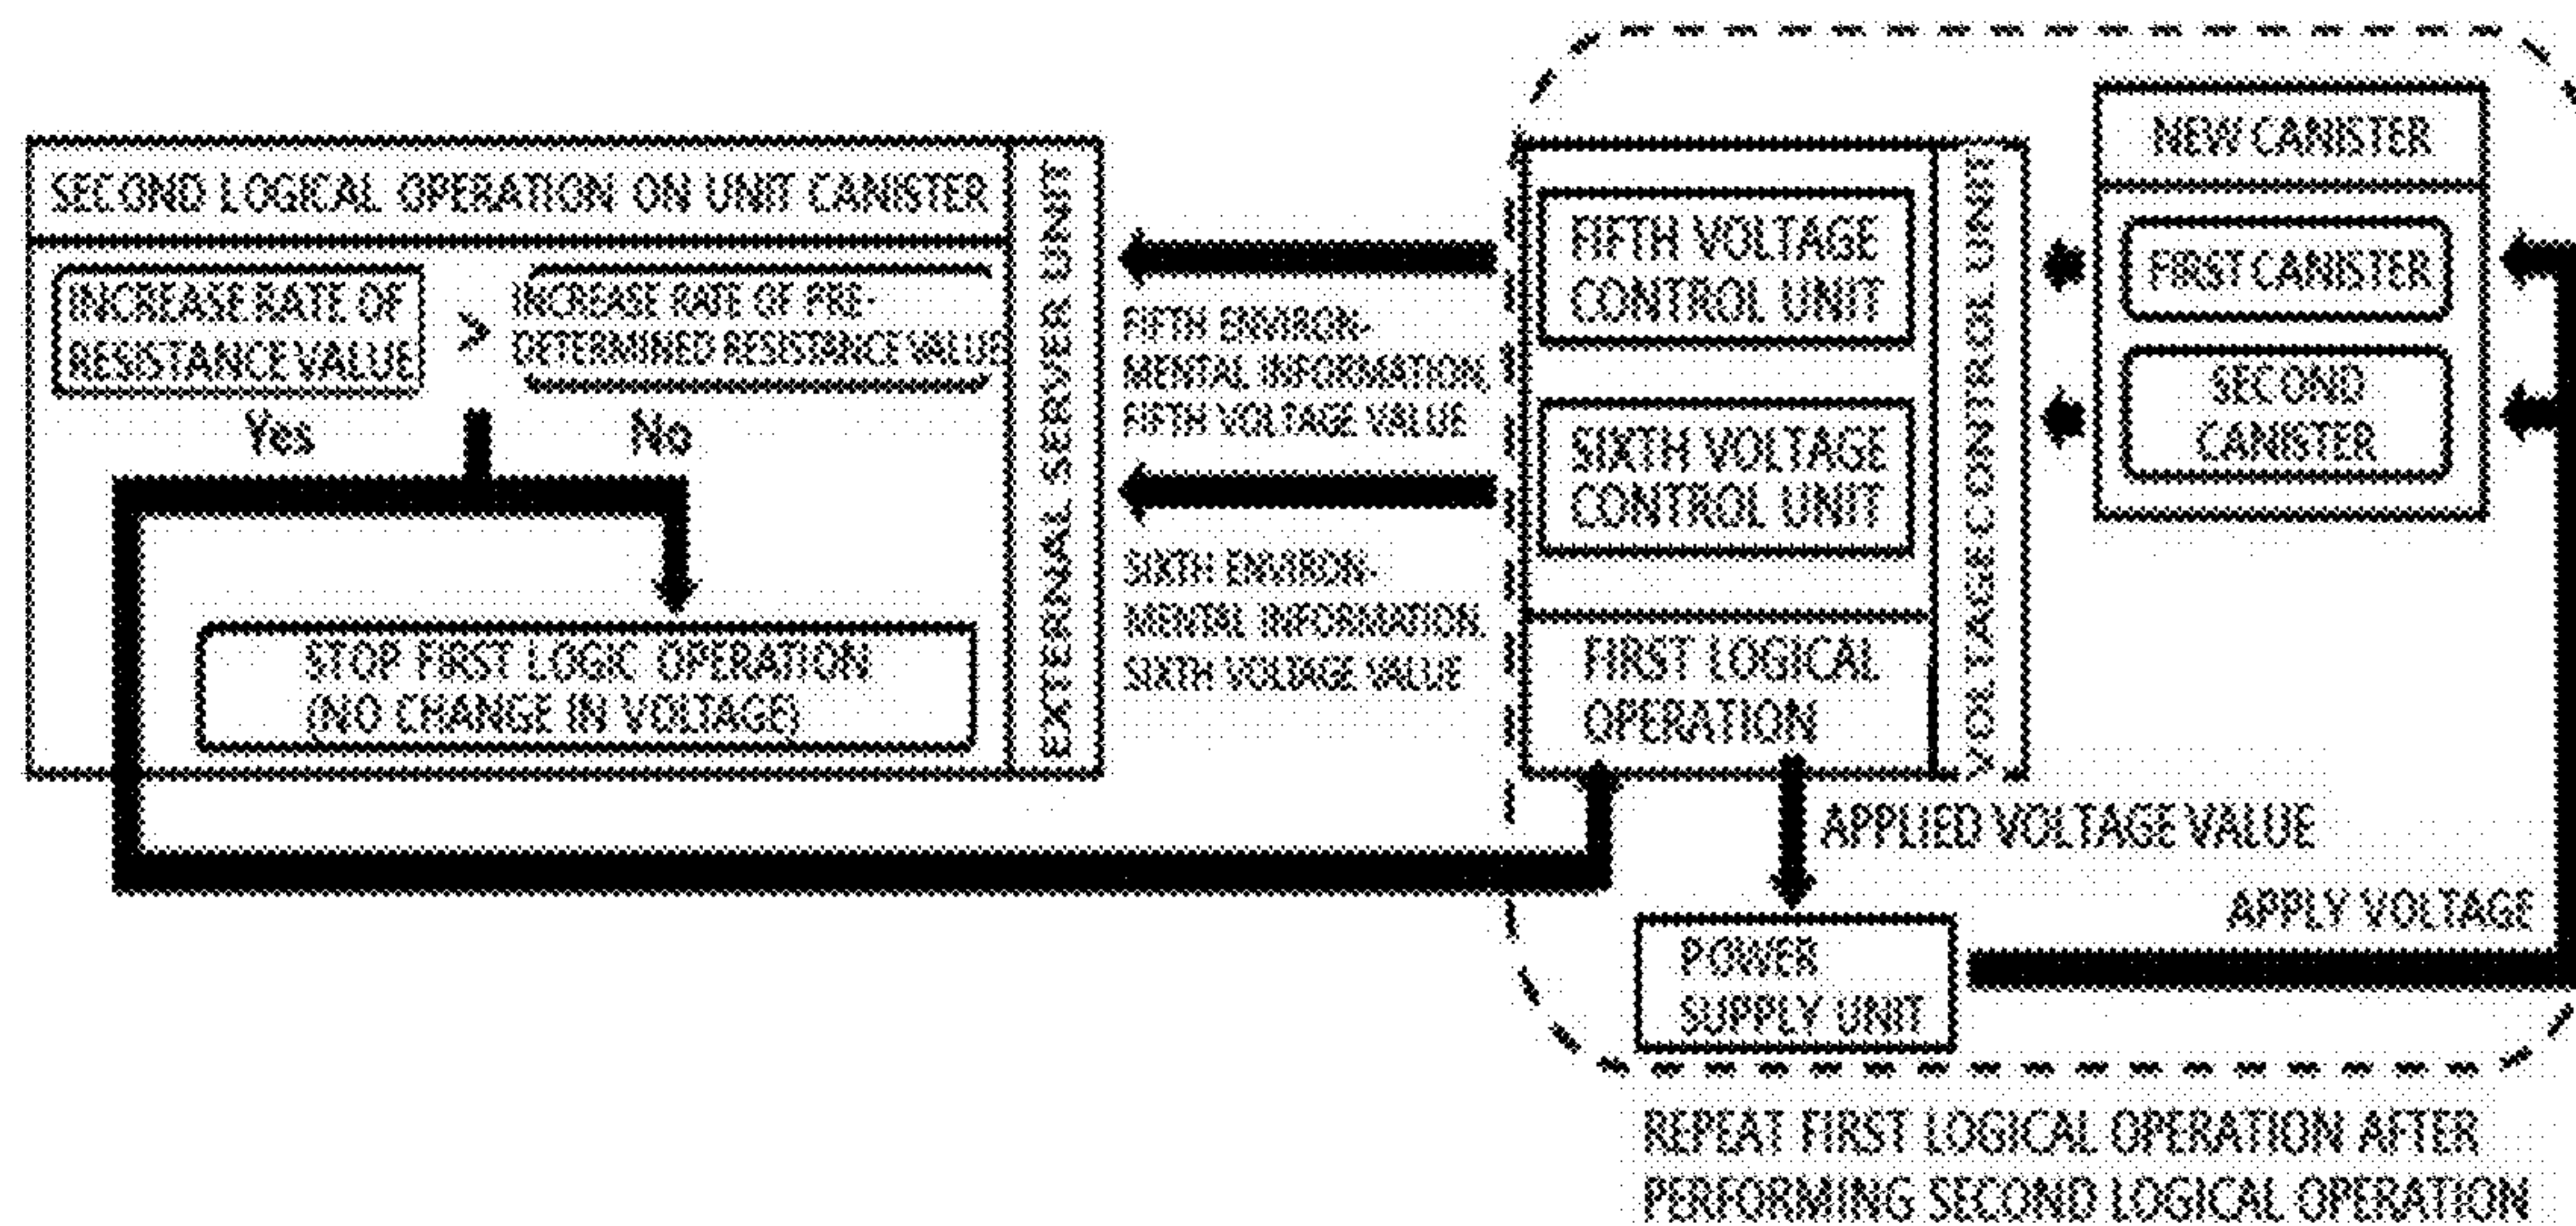 SECOND LOGICAL OPERATION ON UNIT CANISTER
INCREASE RATE OF
RESISTANCE VALUE
>
INCREASE RATE OF PRE-
DETERMINED RESISTANCE VALUE
Yes
No
STOP FIRST LOGIC OPERATION
(NO CHANGE IN VOLTAGE)
EXTERNAL SERVER UNIT
FIFTH ENVIRON-
MENTAL INFORMATION,
FIFTH VOLTAGE VALUE
SIXTH ENVIRON-
MENTAL INFORMATION,
SIXTH VOLTAGE VALUE
FIFTH VOLTAGE
CONTROL UNIT
SIXTH VOLTAGE
CONTROL UNIT
FIRST LOGICAL
OPERATION
VOLTAGE CONTROL UNIT
NEW CANISTER
FIRST CANISTER
SECOND
CANISTER
APPLIED VOLTAGE VALUE
APPLY VOLTAGE
POWER
SUPPLY UNIT
REPEAT FIRST LOGICAL OPERATION AFTER
PERFORMING SECOND LOGICAL OPERATION